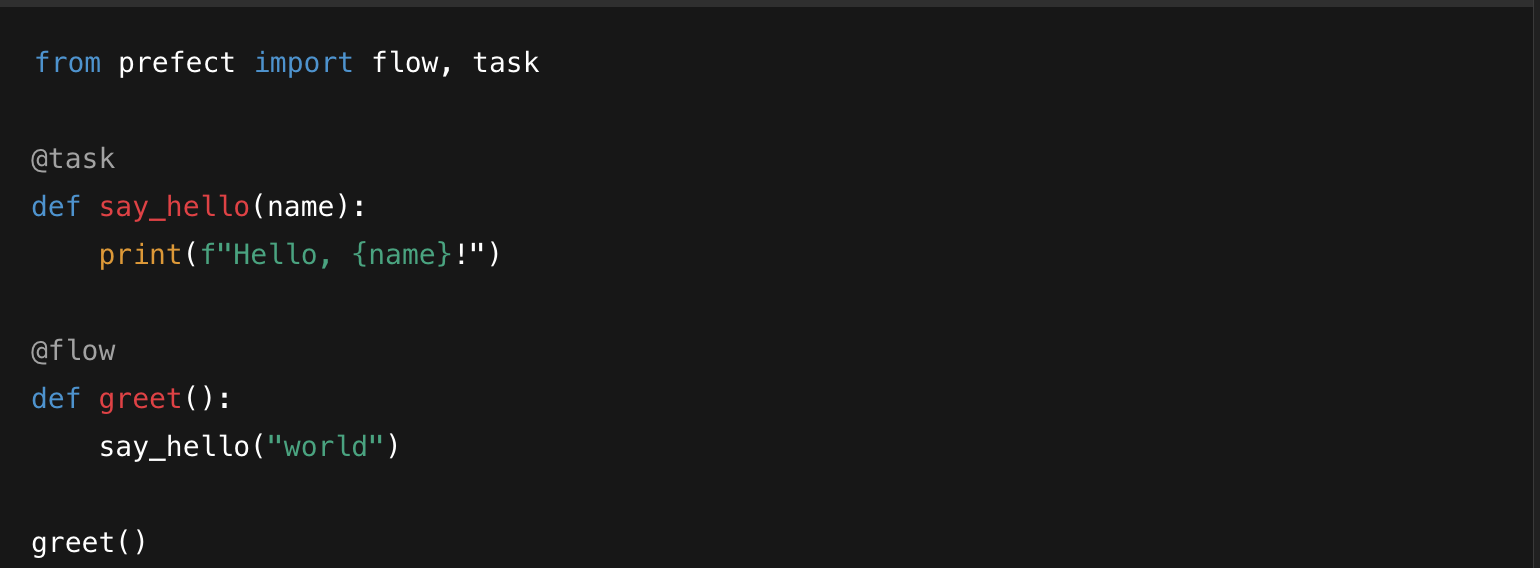 from prefect import flow, task
@task
def say_hello(name):
    print(f"Hello, {name}!")
@flow
def greet():
    say_hello("world")
greet()